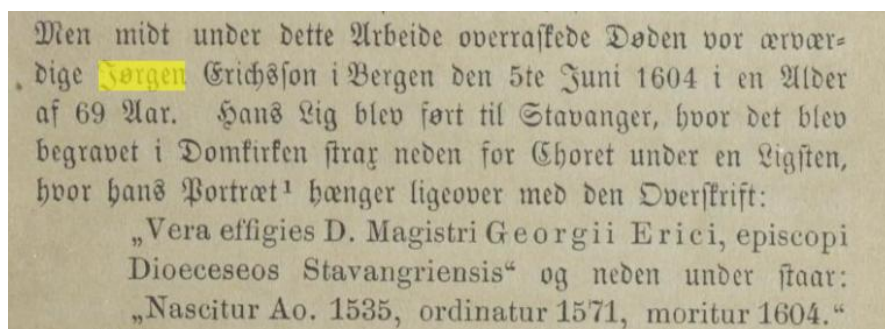 Men midt under dette Arbeide overraskede Døden vor ærvær=
dige Jørgen Erichsson i Bergen den 5te Juni 1604 i en Alder
af 69 Aar. Hans Lig blev ført til Stavanger, hvor det blev
begravet i Domkirken strax neden for Choret under en Ligsten,
hvor hans Portræt¹ hænger ligeover med den Overskrift:
„Vera effigies D. Magistri Georgii Erici, episcopi
Dioeceseos Stavangriensis“ og neden under staar:
„Nascitur Ao. 1535, ordinatur 1571, moritur 1604.“